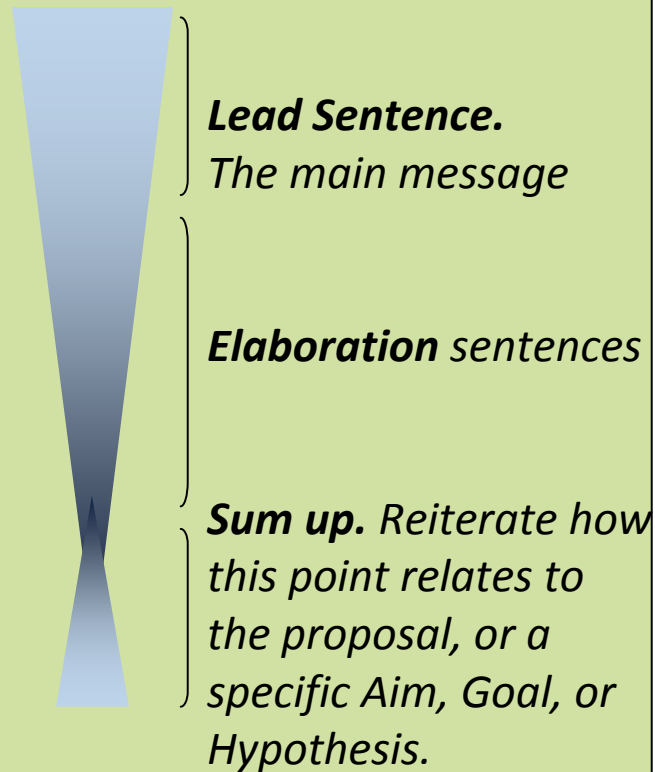 Lead Sentence.
The main message
Elaboration sentences
Sum up. Reiterate how
this point relates to
the proposal, or a
specific Aim, Goal, or
Hypothesis.